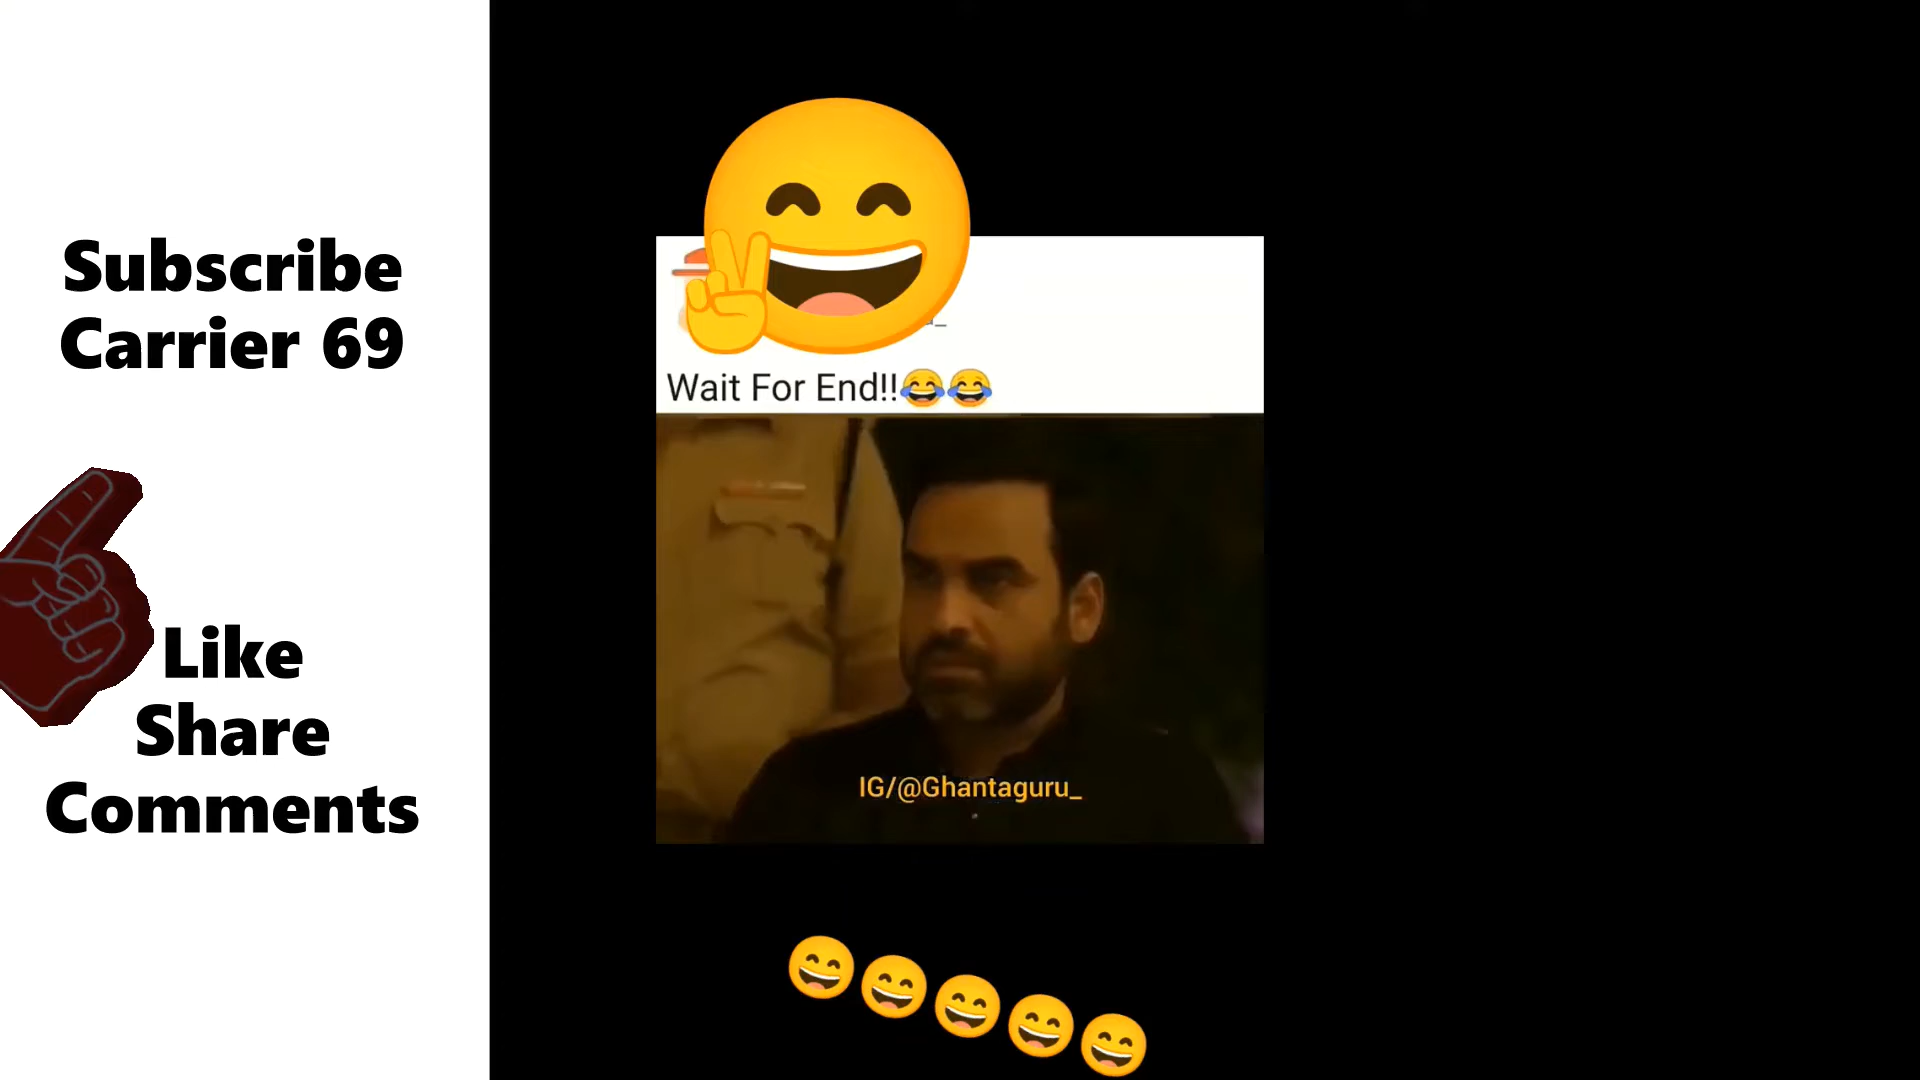 Subscribe
Carrier 69
Like
Share
Comments
Wait For End!!😂😂
IG/@Ghantaguru_